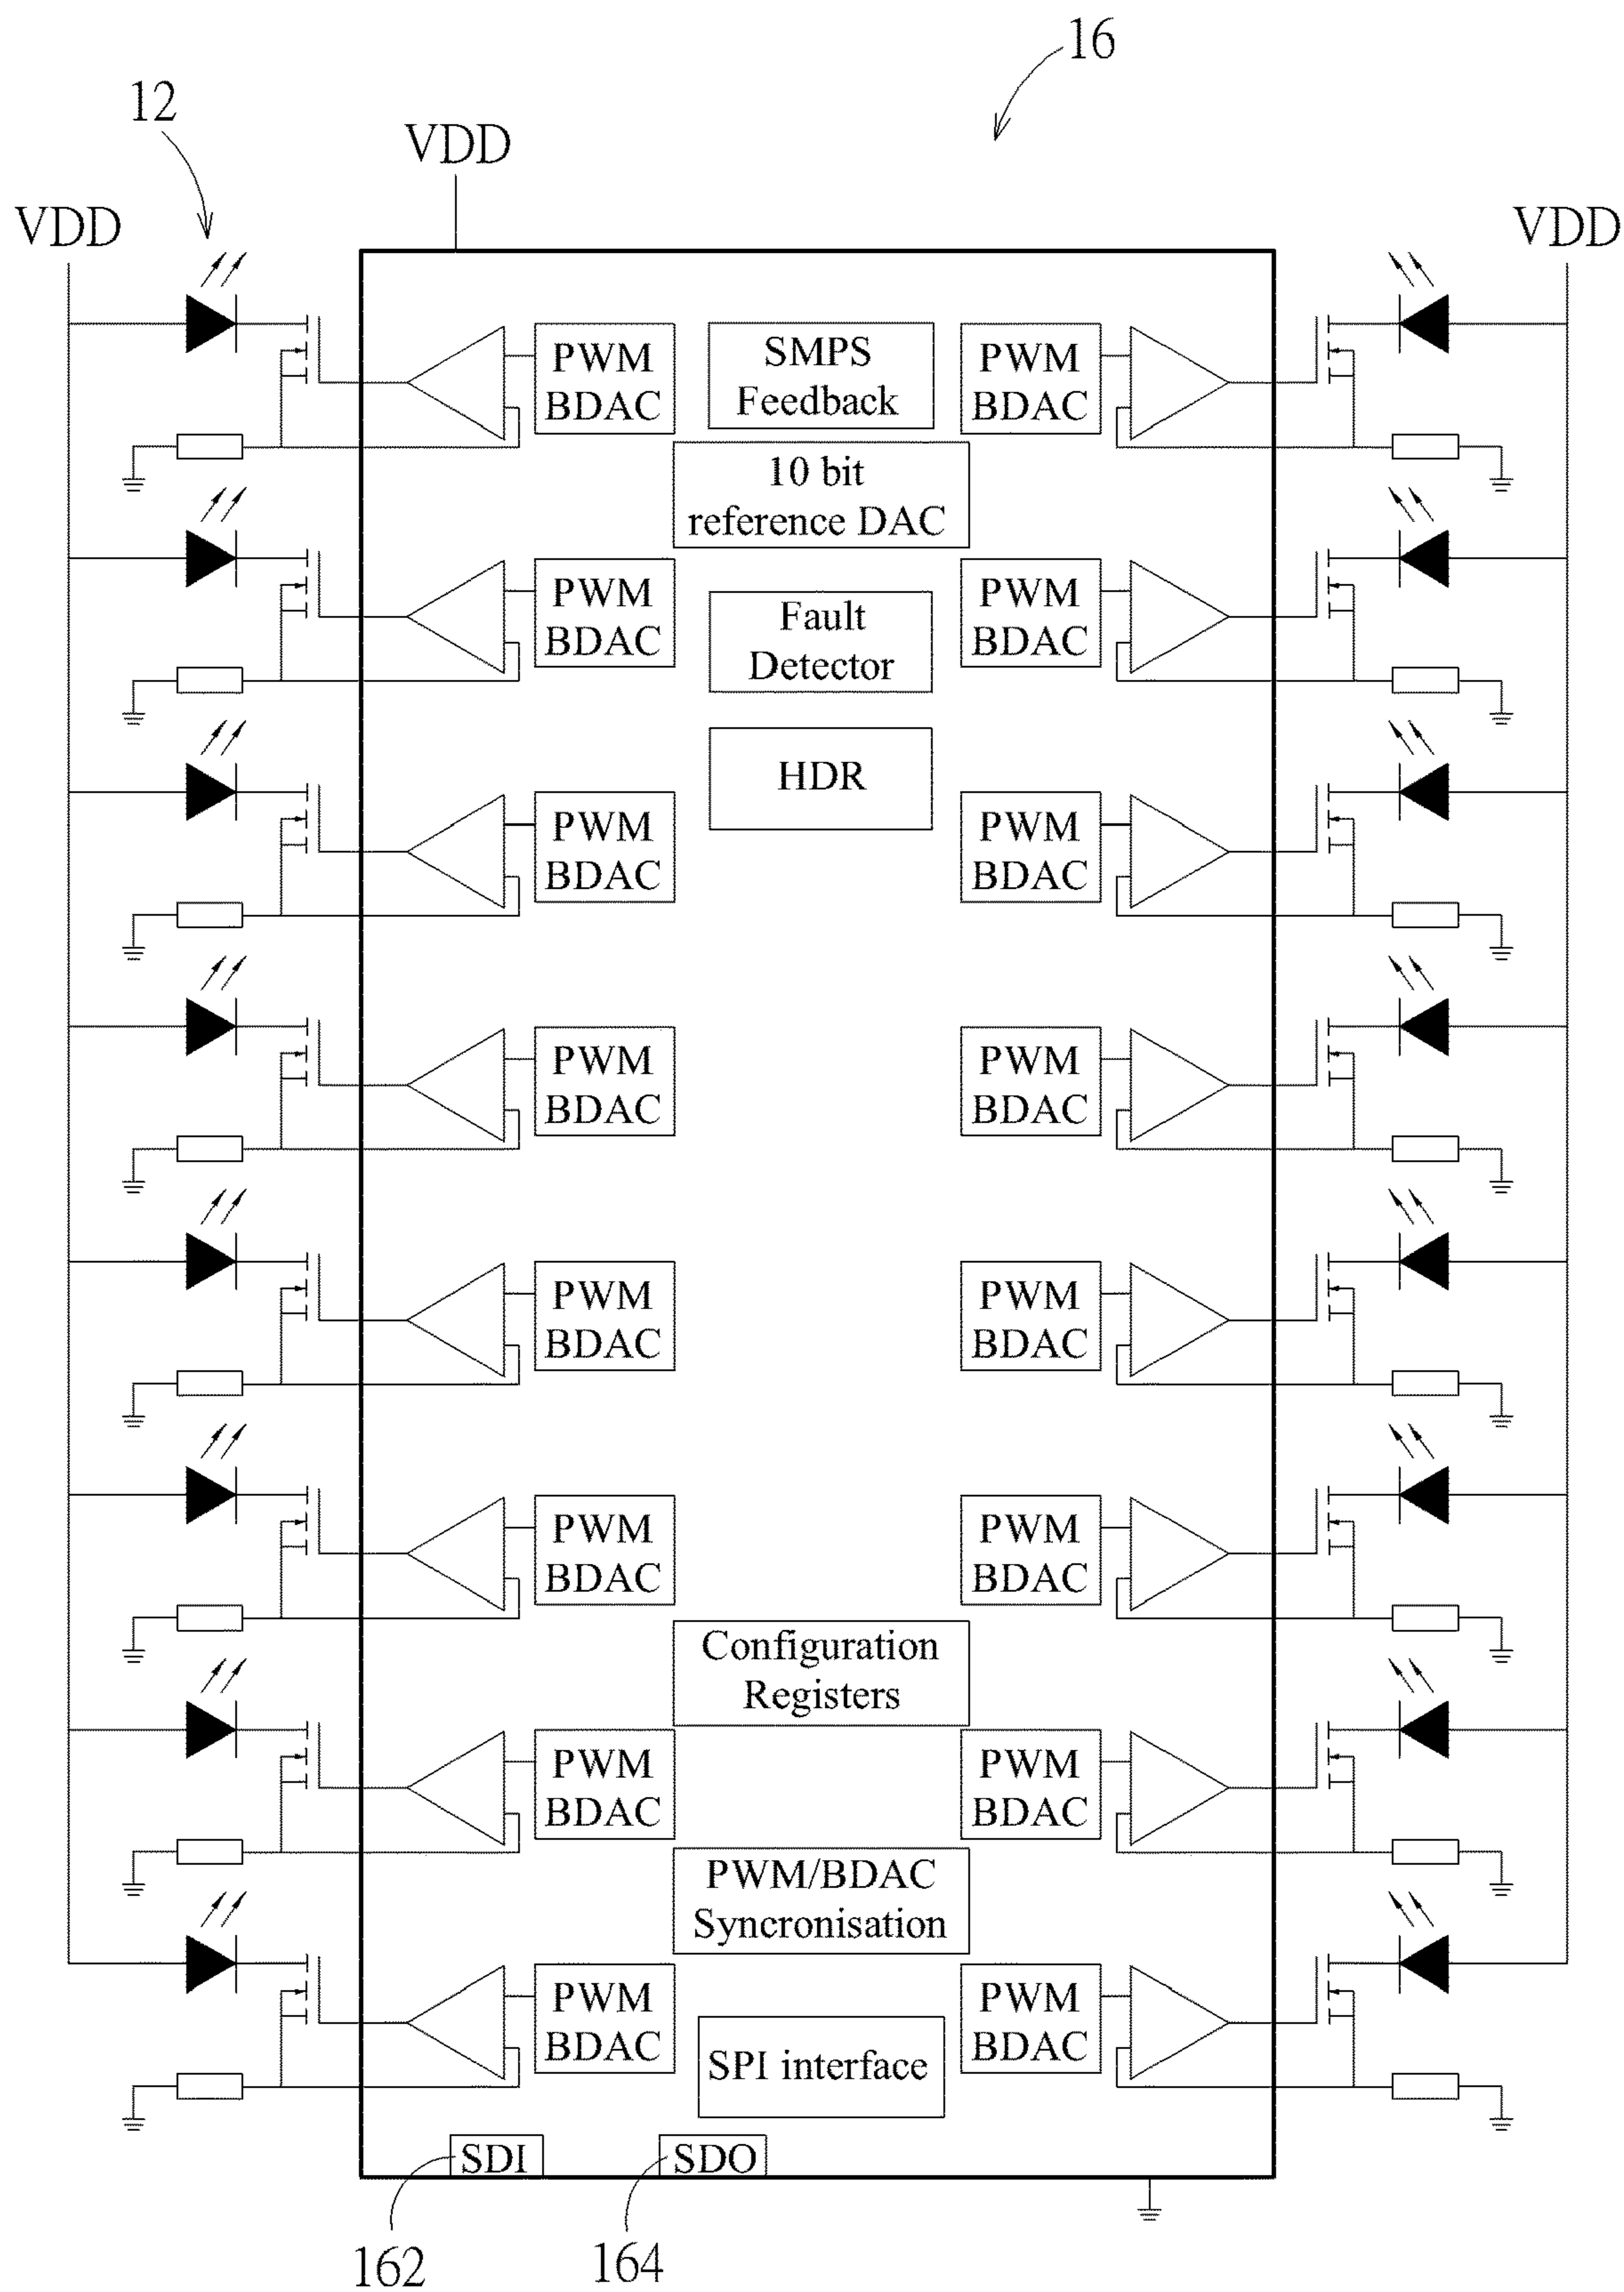 16
12
VDD
VDD
VDD
PWM
BDAC
SMPS
Feedback
PWM
BDAC
10 bit
reference DAC
PWM
BDAC
Fault
Detector
PWM
BDAC
HDR
PWM
BDAC
PWM
BDAC
PWM
BDAC
PWM
BDAC
PWM
BDAC
PWM
BDAC
PWM
BDAC
PWM
BDAC
Configuration
Registers
PWM
BDAC
PWM
BDAC
PWM/BDAC
Syncronisation
PWM
BDAC
SPI interface
PWM
BDAC
SDI
SDO
162
164